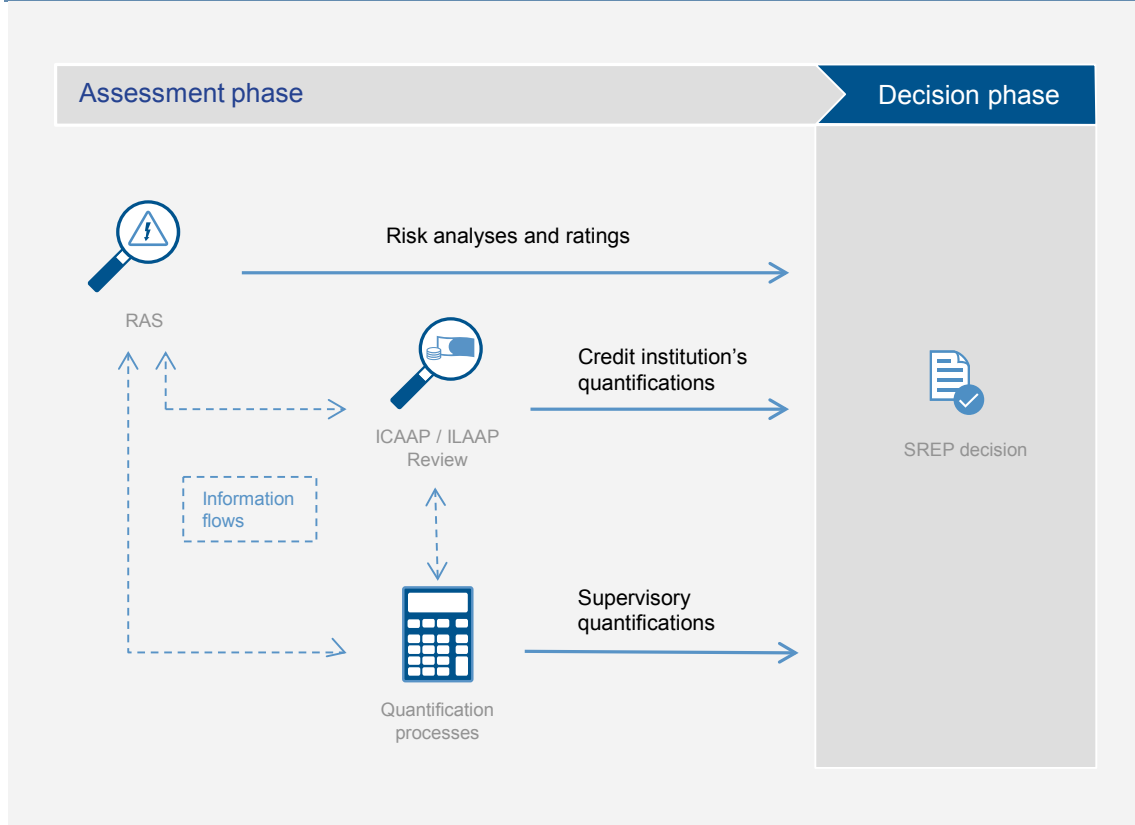 Assessment phase
Decision phase
Risk analyses and ratings
RAS
Credit institution’s
quantifications
ICAAP / ILAAP
Review
SREP decision
Information
flows
Supervisory
quantifications
Quantification
processes